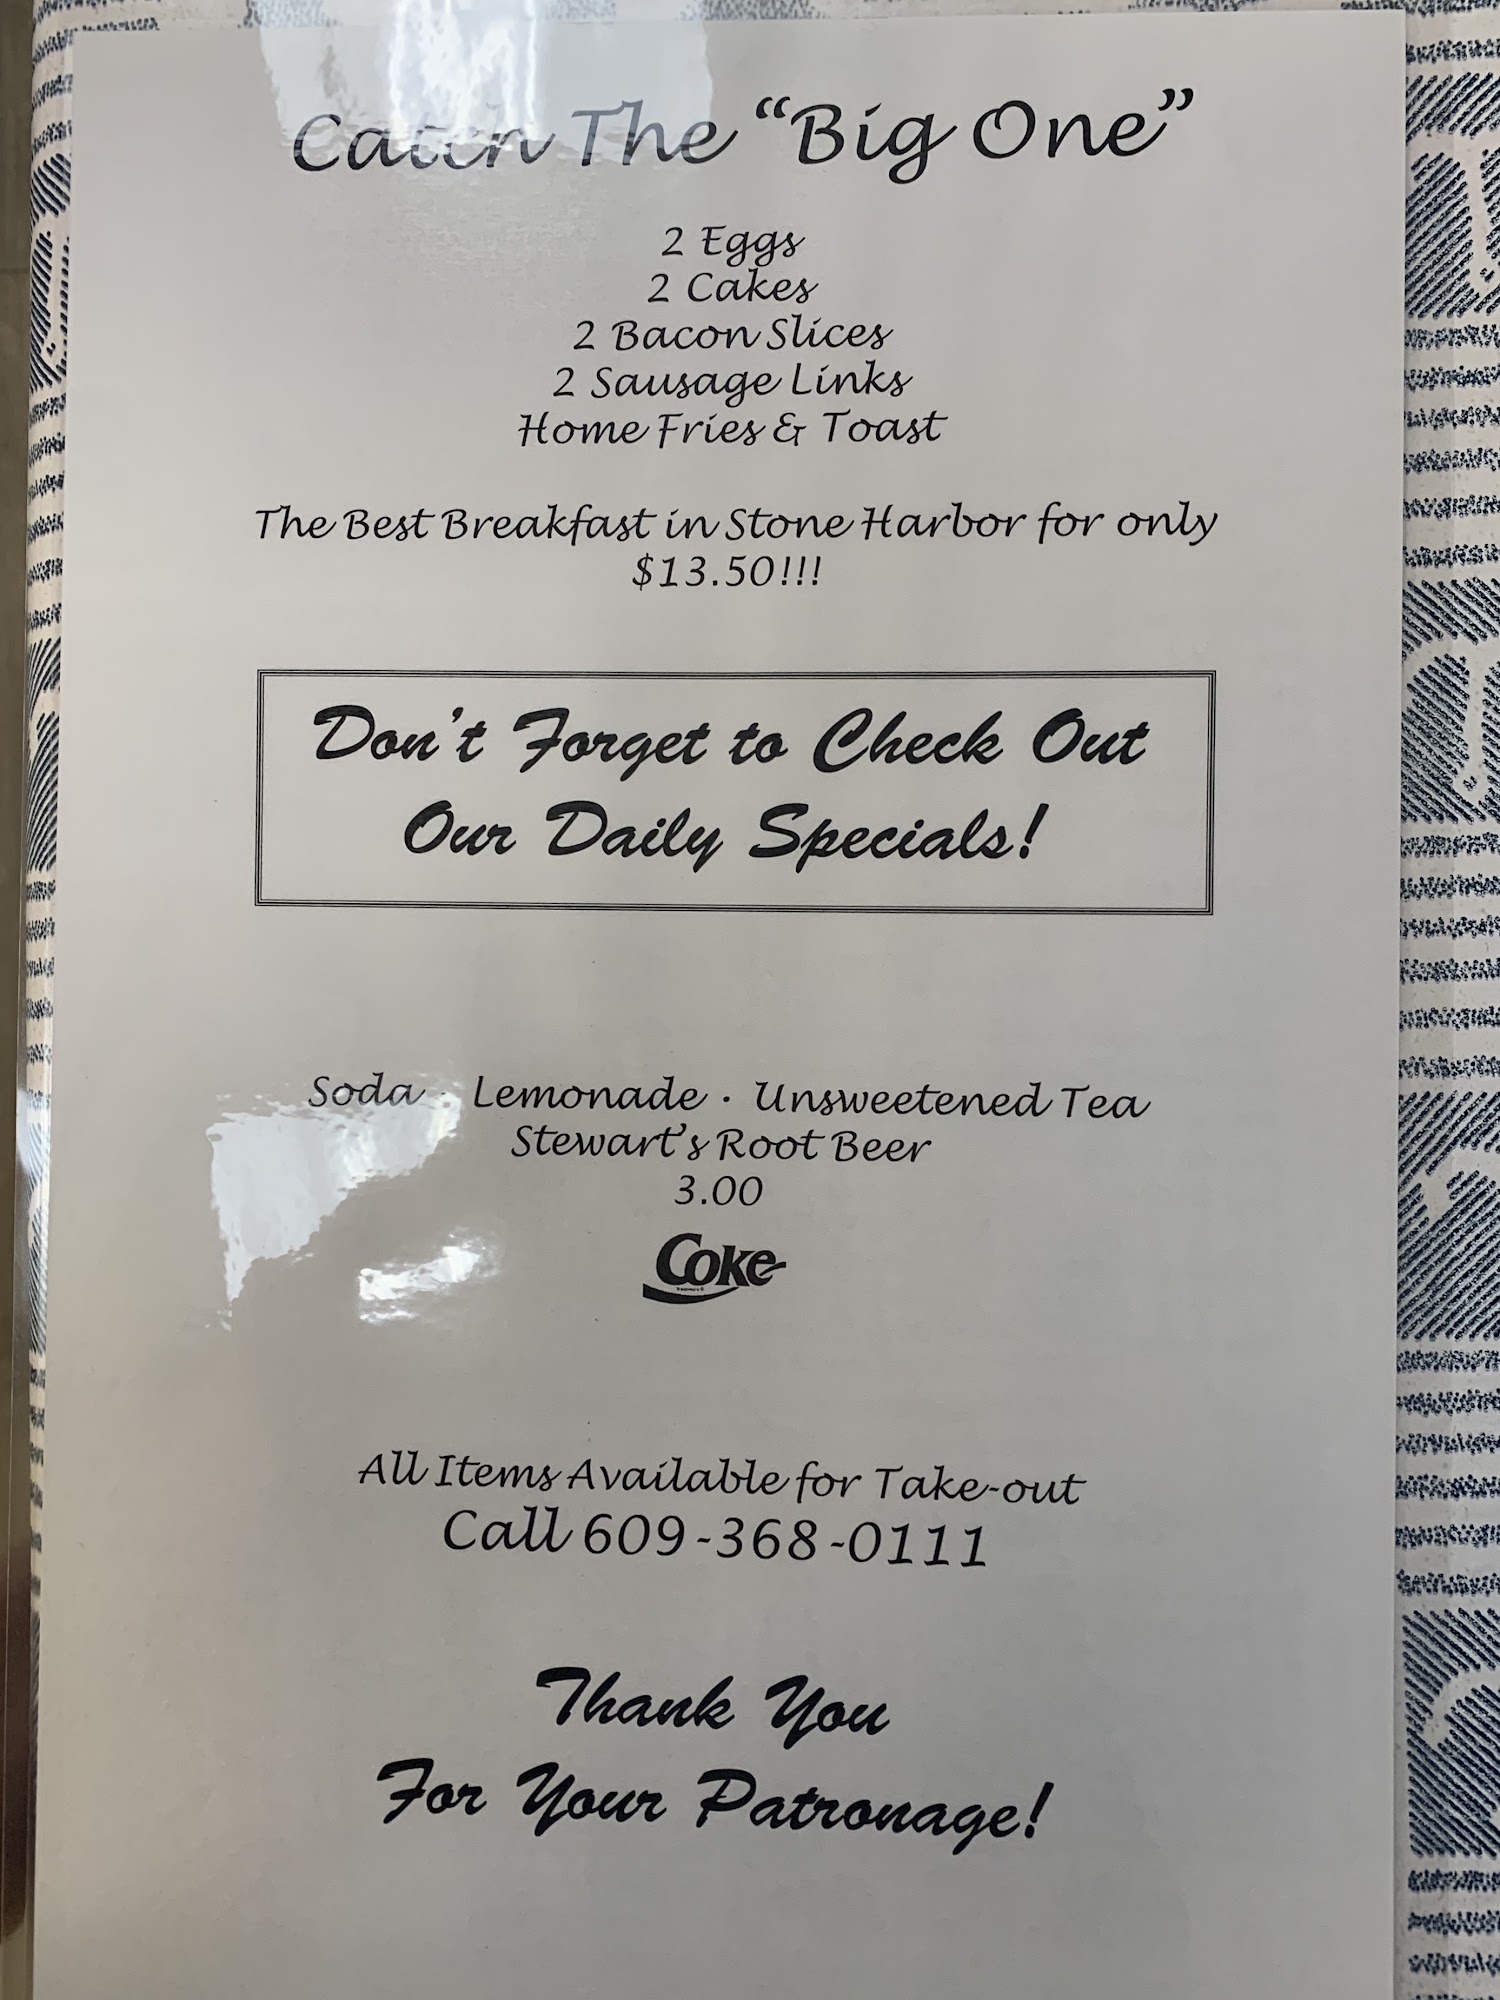 Catch The “Big One”
2 Eggs
2 Cakes
2 Bacon Slices
2 Sausage Links
Home Fries & Toast
The Best Breakfast in Stone Harbor for only
$13.50!!!
Don't Forget to Check Out
Our Daily Specials!
Soda · Lemonade · Unsweetened Tea
Stewart's Root Beer
3.00
Coke
All Items Available for Take-out
Call 609-368-0111
Thank You
For Your Patronage!